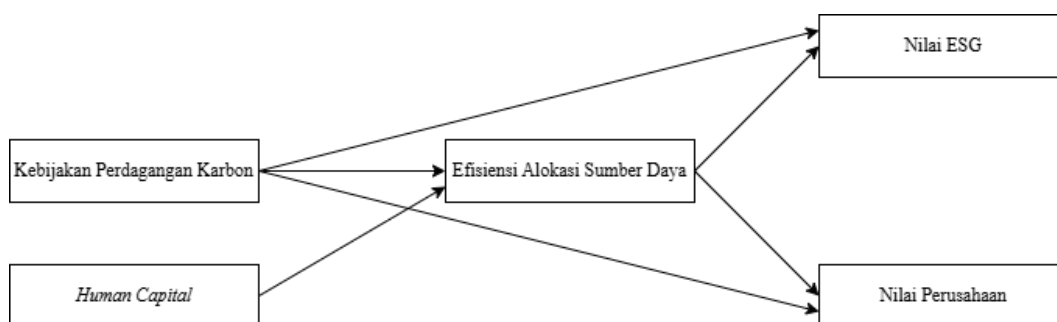 Nilai ESG
Kebijakan Perdagangan Karbon
Efisiensi Alokasi Sumber Daya
Human Capital
Nilai Perusahaan